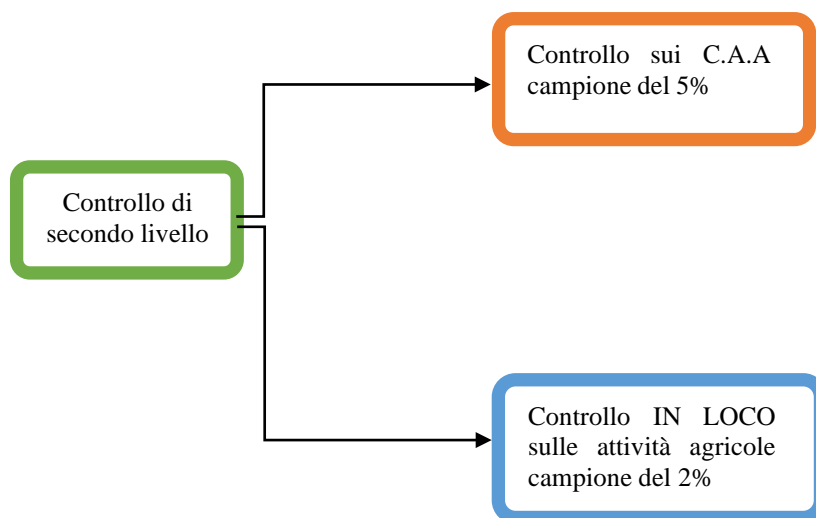 Controllo sui C.A.A
campione del 5%
Controllo di
secondo livello
Controllo IN LOCO
sulle attività agricole
campione del 2%